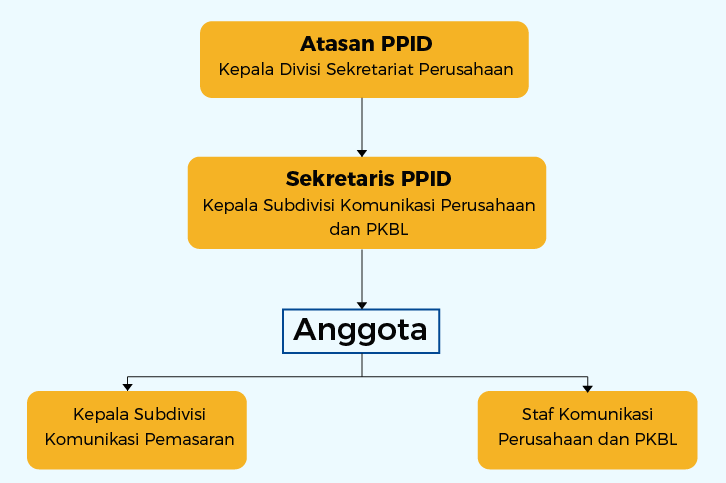 Atasan PPID
Kepala Divisi Sekretariat Perusahaan
Sekretaris PPID
Kepala Subdivisi Komunikasi Perusahaan
dan PKBL
Anggota
Kepala Subdivisi
Komunikasi Pemasaran
Staf Komunikasi
Perusahaan dan PKBL